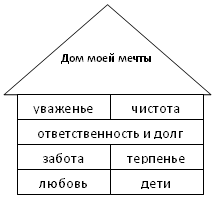 Дом моей мечты
уваженье чистота
ответственность и долг
забота терпенье
любовь дети